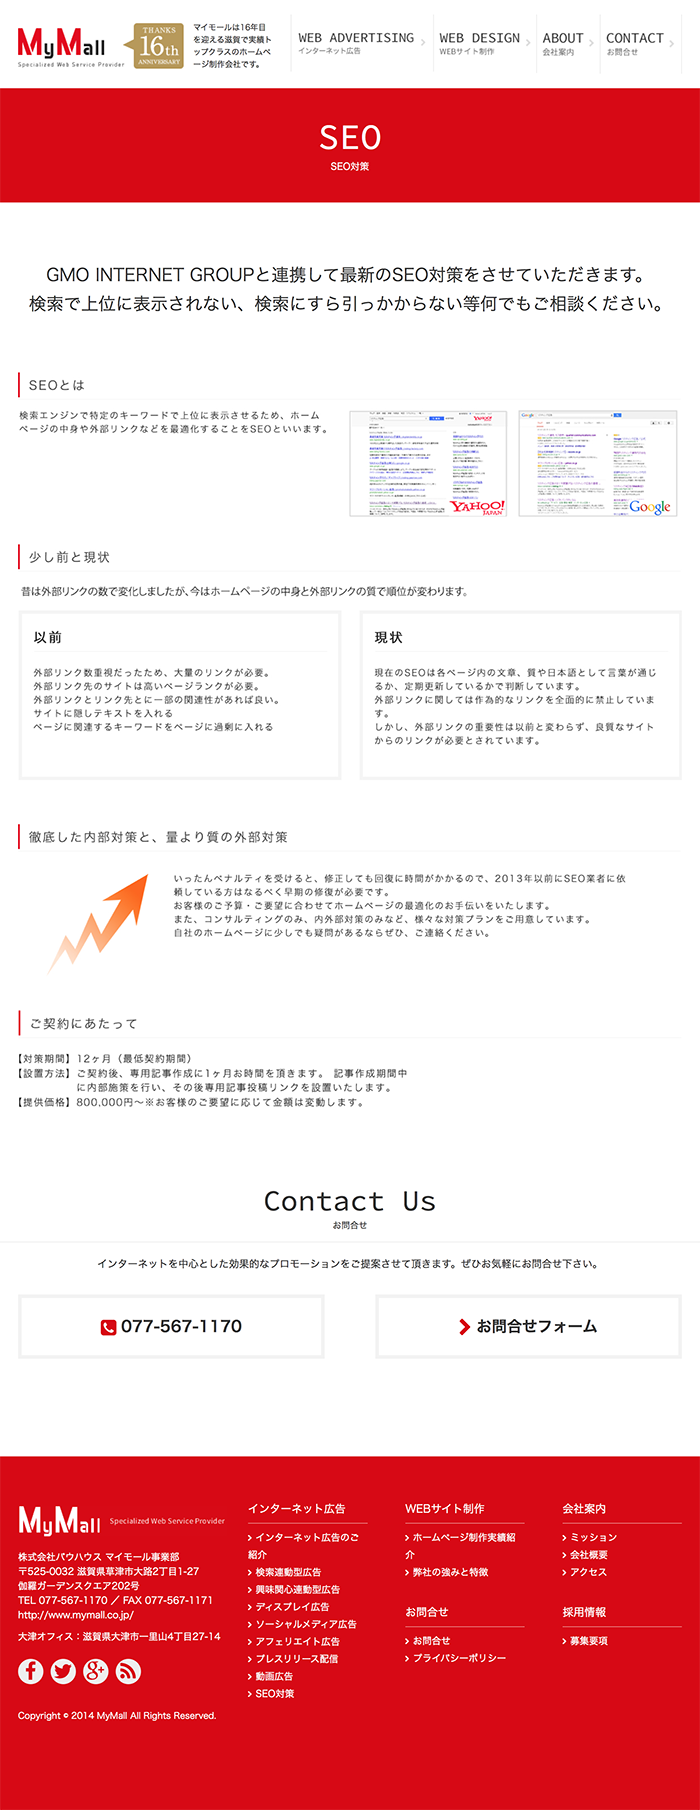 MyMall
Specialized Web Service Provider
THANKS
16th
ANNIVERSARY
マイモールは16年目
を迎える滋賀で実績ト
ップクラスのホームペ
ージ制作会社です。
WEB ADVERTISING
インターネット広告
WEB DESIGN
WEBサイト制作
ABOUT
会社案内
CONTACT
お問合せ
SEO
SEO対策
GMO INTERNET GROUPと連携して最新のSEO対策をさせていただきます。
検索で上位に表示されない、検索にすら引っかからない等何でもご相談ください。
SEOとは
検索エンジンで特定のキーワードで上位に表示させるため、ホーム
ページの中身や外部リンクなどを最適化することをSEOといいます。
YAHOO!
JAPAN
Google
少し前と現状
昔は外部リンクの数で変化しましたが、今はホームページの中身と外部リンクの質で順位が変わります。
以前
外部リンク数重視だったため、大量のリンクが必要。
外部リンク先のサイトは高いページランクが必要。
外部リンクとリンク先とに一部の関連性があれば良い。
サイトに隠しテキストを入れる
ページに関連するキーワードをページに過剰に入れる
現状
現在のSEOは各ページ内の文章、質や日本語として言葉が通じ
るか、定期更新しているかで判断しています。
外部リンクに関しては作為的なリンクを全面的に禁止していま
す。
しかし、外部リンクの重要性は以前と変わらず、良質なサイト
からのリンクが必要とされています。
徹底した内部対策と、量より質の外部対策
いったんペナルティを受けると、修正しても回復に時間がかかるので、2013年以前にSEO業者に依
頼している方はなるべく早期の修復が必要です。
お客様のご予算・ご要望に合わせてホームページの最適化のお手伝いをいたします。
また、コンサルティングのみ、内外部対策のみなど、様々な対策プランをご用意しています。
自社のホームページに少しでも疑問があるならぜひ、ご連絡ください。
ご契約にあたって
【対策期間】12ヶ月（最低契約期間）
【設置方法】ご契約後、専用記事作成に1ヶ月お時間を頂きます。 記事作成期間中
に内部施策を行い、その後専用記事投稿リンクを設置いたします。
【提供価格】800,000円～※お客様のご要望に応じて金額は変動します。
Contact Us
お問合せ
インターネットを中心とした効果的なプロモーションをご提案させて頂きます。ぜひお気軽にお問合せ下さい。
077-567-1170
お問合せフォーム
MyMall Specialized Web Service Provider
株式会社バウハウス マイモール事業部
〒525-0032 滋賀県草津市大路2丁目1-27
伽羅ガーデンスクエア202号
TEL 077-567-1170 ／ FAX 077-567-1171
http://www.mymall.co.jp/
大津オフィス：滋賀県大津市一里山4丁目27-14
Copyright © 2014 MyMall All Rights Reserved.
インターネット広告
インターネット広告のご
紹介
検索連動型広告
興味関心連動型広告
ディスプレイ広告
ソーシャルメディア広告
アフェリエイト広告
プレスリリース配信
動画広告
SEO対策
WEBサイト制作
ホームページ制作実績紹
介
弊社の強みと特徴
お問合せ
お問合せ
プライバシーポリシー
会社案内
ミッション
会社概要
アクセス
採用情報
募集要項